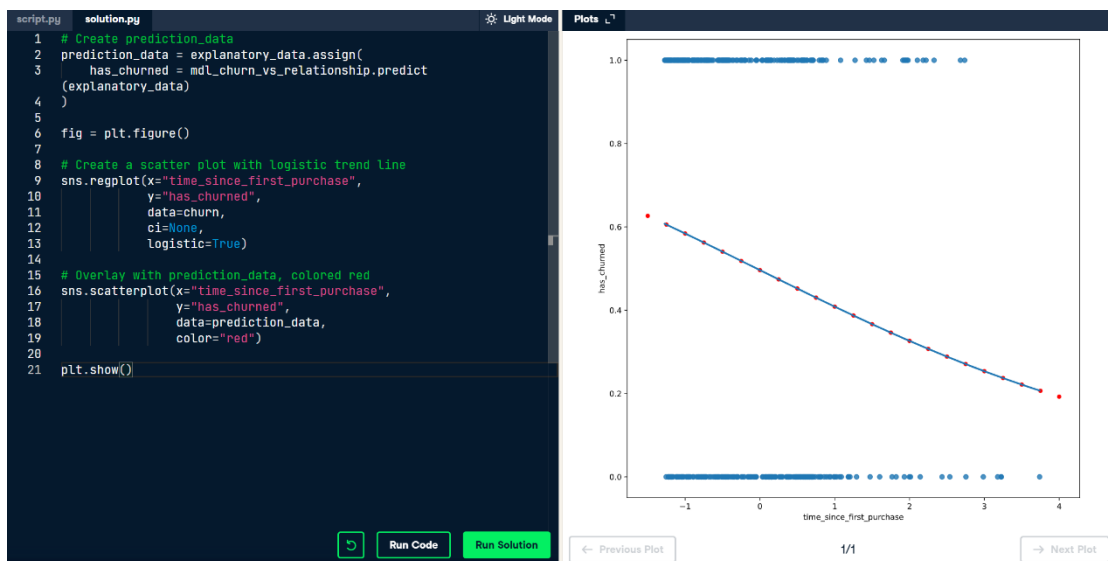 script.py solution.py Light Mode Plots
1 # Create prediction_data
2 prediction_data = explanatory_data.assign(
3 has_churned = mdl_churn_vs_relationship.predict
(explanatory_data)
4 )
5
6 fig = plt.figure()
7
8 # Create a scatter plot with logistic trend line
9 sns.regplot(x="time_since_first_purchase",
10 y="has_churned",
11 data=churn,
12 ci=None,
13 logistic=True)
14
15 # Overlay with prediction_data, colored red
16 sns.scatterplot(x="time_since_first_purchase",
17 y="has_churned",
18 data=prediction_data,
19 color="red")
20
21 plt.show()
Run Code Run Solution
1.0
0.8
0.6
0.4
0.2
0.0
has_churned
−1 0 1 2 3 4
time_since_first_purchase
← Previous Plot 1/1 → Next Plot